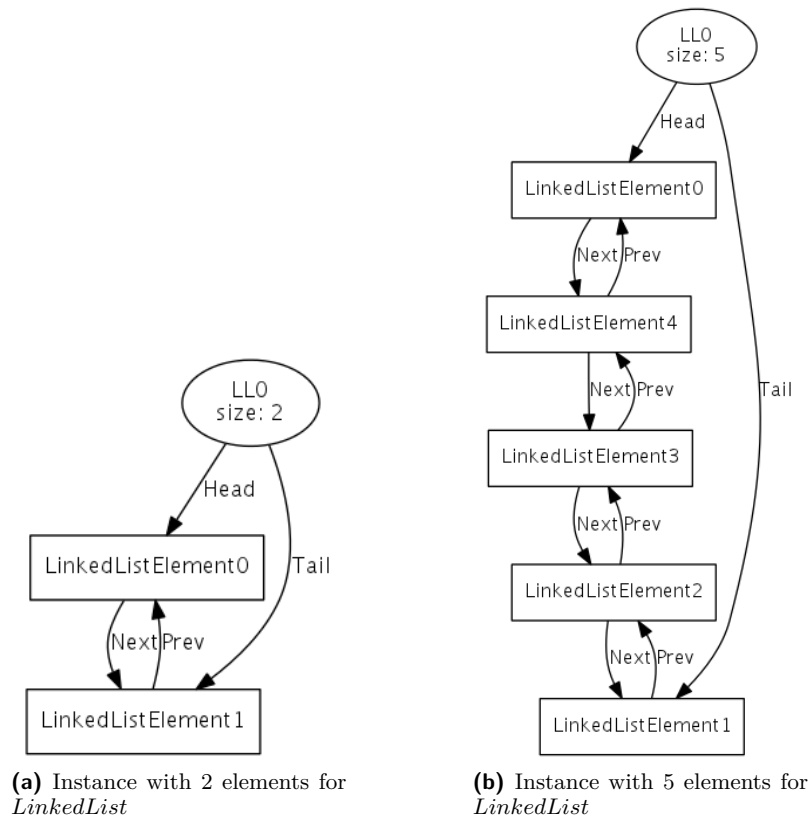 LL0
size: 2
Head
LinkedListElement0
Tail
Next Prev
LinkedListElement1
(a) Instance with 2 elements for
LinkedList
LL0
size: 5
Head
LinkedListElement0
Next Prev
LinkedListElement4
Tail
Next Prev
LinkedListElement3
Next Prev
LinkedListElement2
Next Prev
LinkedListElement1
(b) Instance with 5 elements for
LinkedList